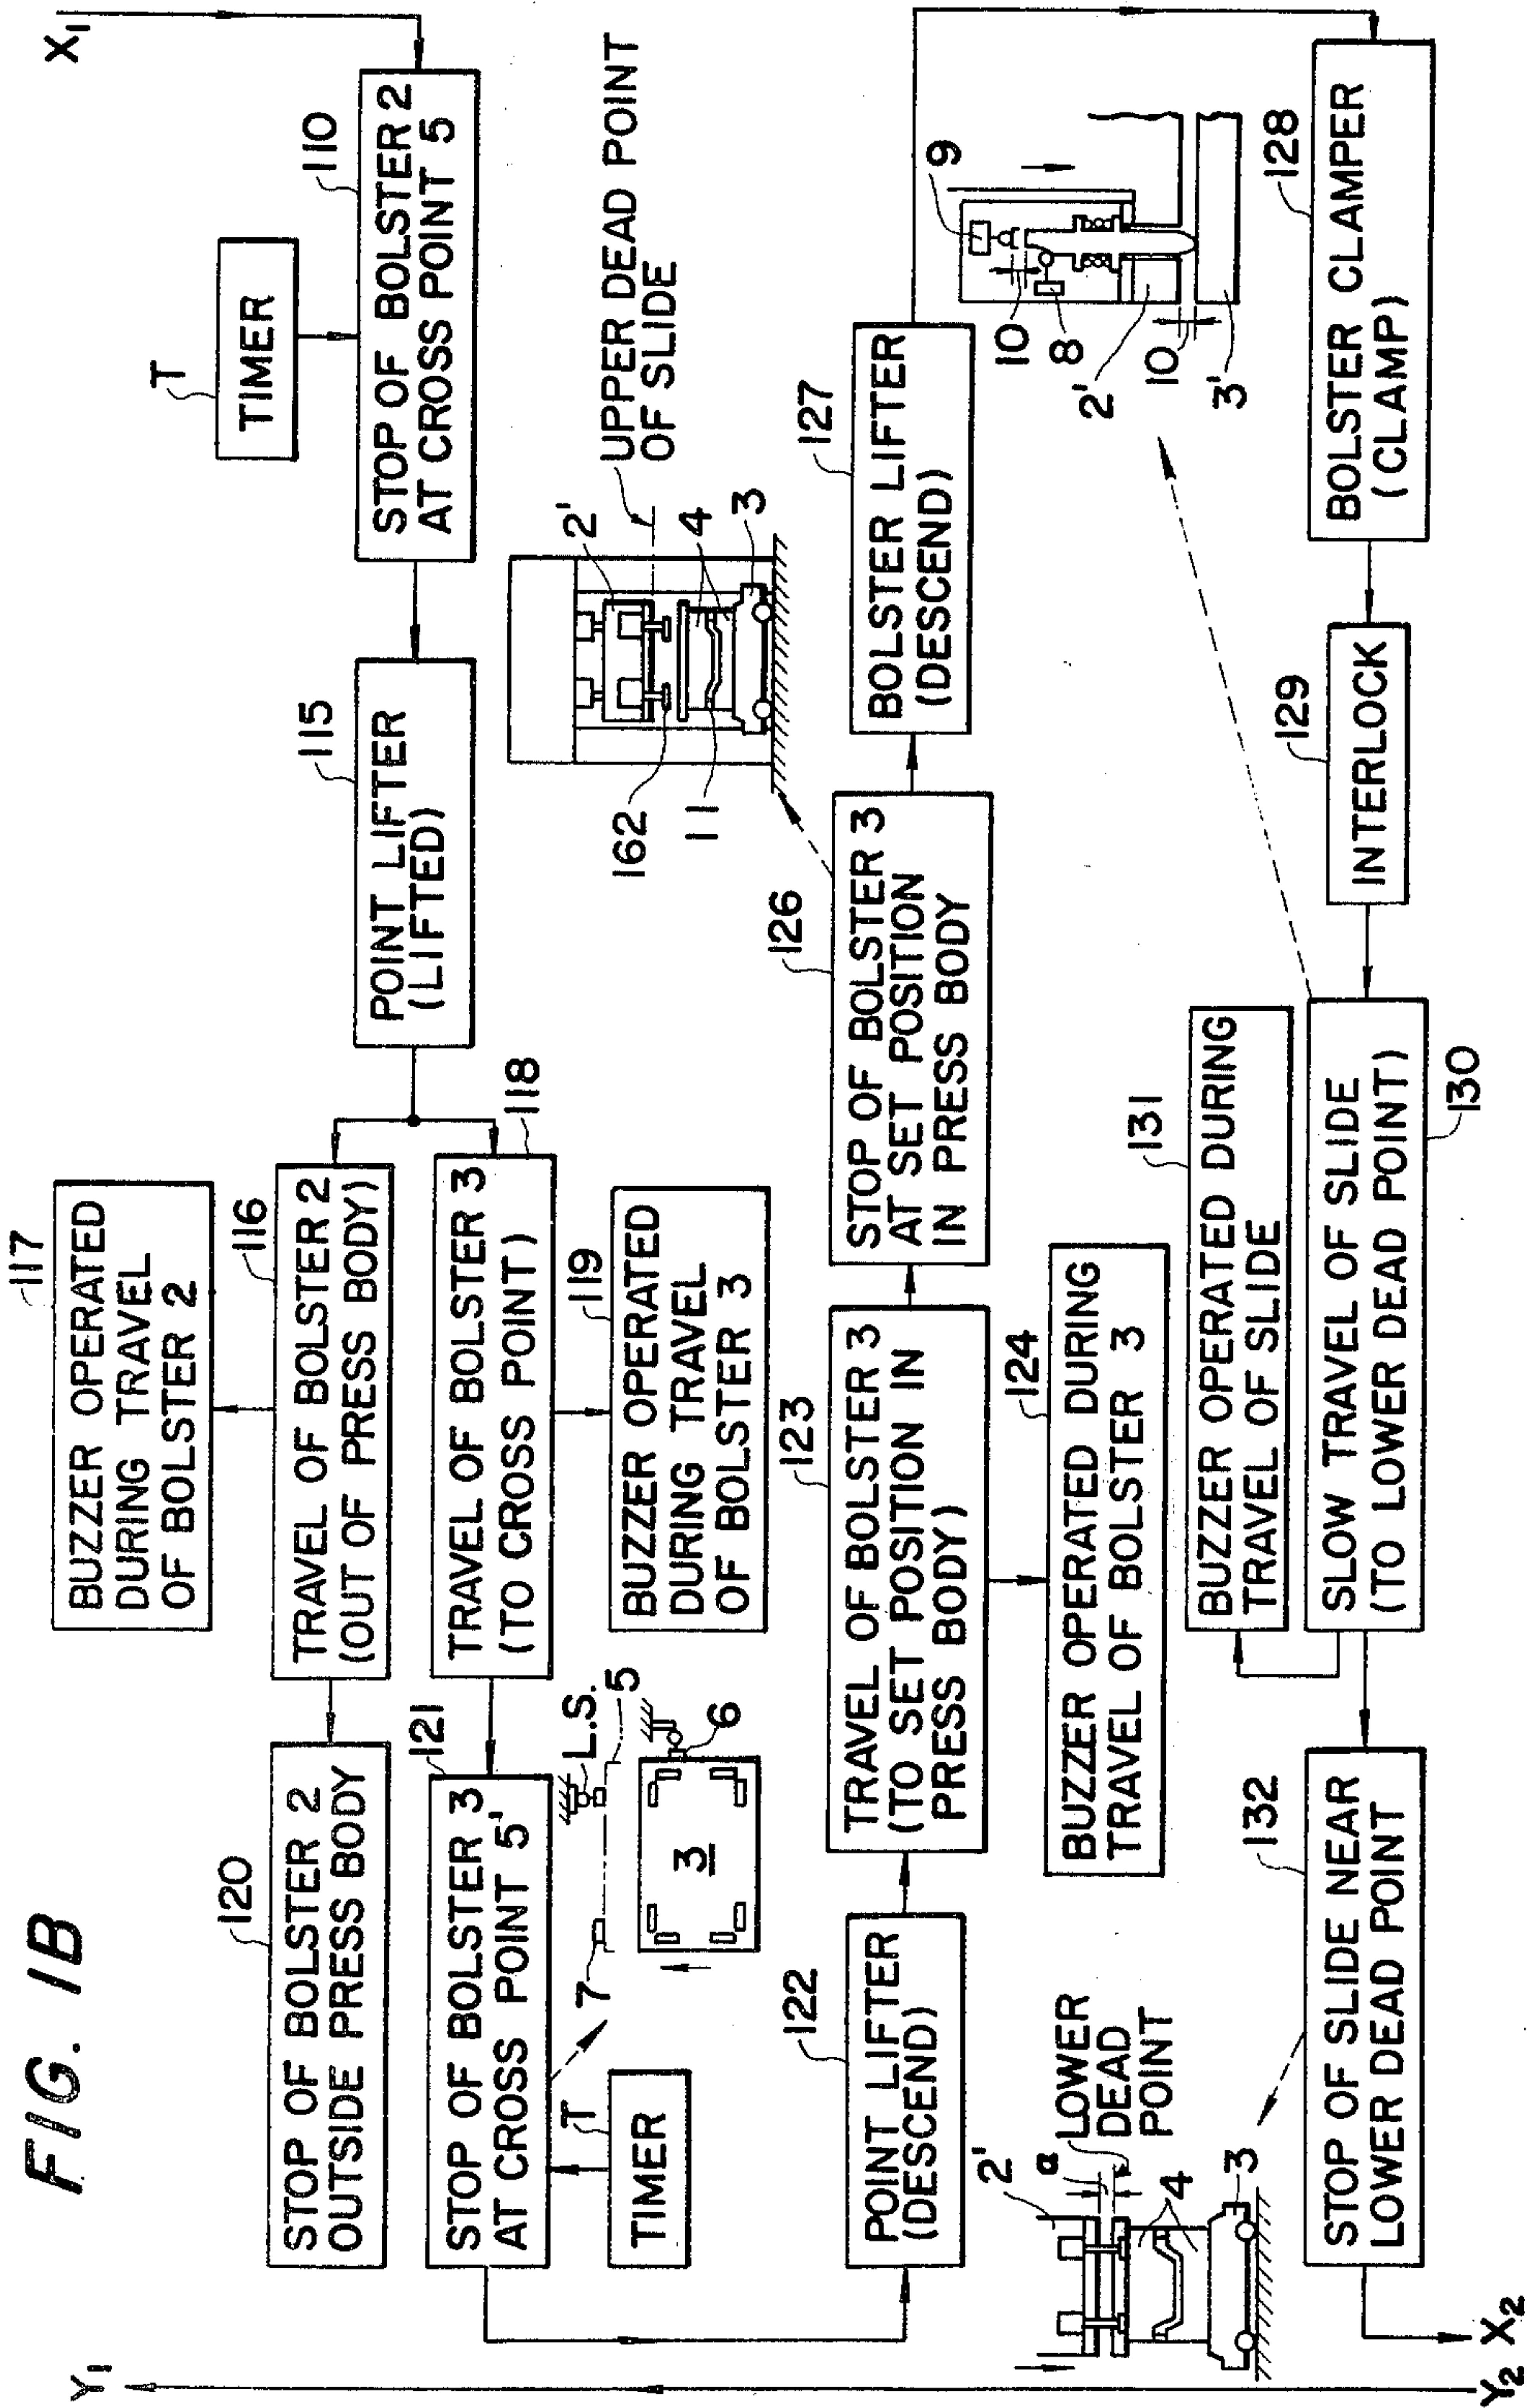 FIG. 1B
X1
Y1
T
TIMER
110
STOP OF BOLSTER 2
AT CROSS POINT 5
115
POINT LIFTER
(LIFTED)
117
BUZZER OPERATED
DURING TRAVEL
OF BOLSTER 2
116
TRAVEL OF BOLSTER 2
(OUT OF PRESS BODY)
118
TRAVEL OF BOLSTER 3
(TO CROSS POINT)
119
BUZZER OPERATED
DURING TRAVEL
OF BOLSTER 3
120
STOP OF BOLSTER 2
OUTSIDE PRESS BODY
121
STOP OF BOLSTER 3
AT CROSS POINT 5'
T
TIMER
L.S.
5
6
7
3
122
POINT LIFTER
(DESCEND)
123
TRAVEL OF BOLSTER 3
(TO SET POSITION IN
PRESS BODY)
124
BUZZER OPERATED DURING
TRAVEL OF BOLSTER 3
126
STOP OF BOLSTER 3
AT SET POSITION
IN PRESS BODY
UPPER DEAD POINT
OF SLIDE
2'
4
3
162
11
127
BOLSTER LIFTER
(DESCEND)
9
10
8
2'
10
3'
128
BOLSTER CLAMPER
(CLAMP)
129
INTERLOCK
130
SLOW TRAVEL OF SLIDE
(TO LOWER DEAD POINT)
131
BUZZER OPERATED DURING
TRAVEL OF SLIDE
132
STOP OF SLIDE NEAR
LOWER DEAD POINT
2'
α
LOWER
DEAD
POINT
4
3
Y2
X2